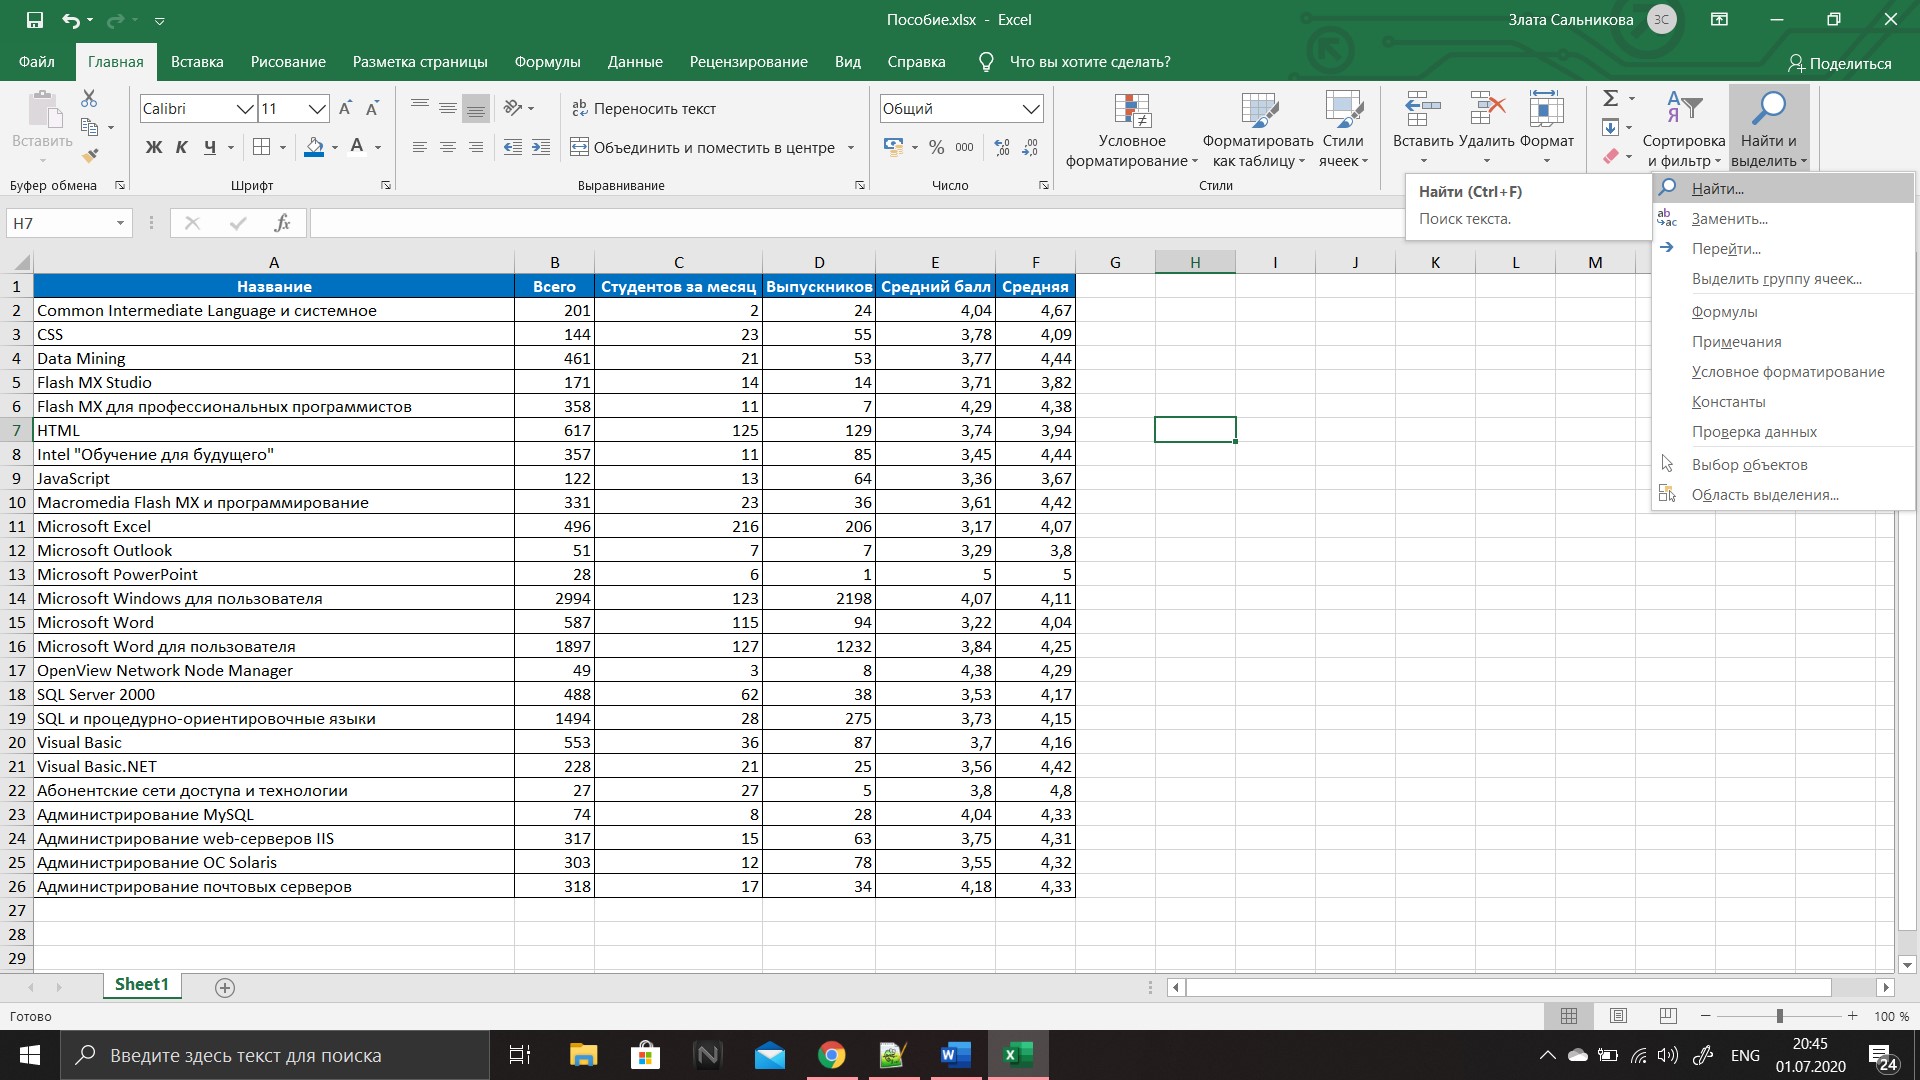 Пособие.xlsx - Excel
Злата Сальникова ЗС
Файл Главная Вставка Рисование Разметка страницы Формулы Данные Рецензирование Вид Справка Что вы хотите сделать? Поделиться
Вставить
Буфер обмена
Calibri 11
Ж К Ч А
Шрифт
Переносить текст
Объединить и поместить в центре
Выравнивание
Общий
% 000
Число
Условное форматирование
Форматировать как таблицу
Стили ячеек
Стили
Вставить Удалить Формат
Сортировка и фильтр
Найти и выделить
Найти (Ctrl+F)
Поиск текста.
Найти...
Заменить...
Перейти...
Выделить группу ячеек...
Формулы
Примечания
Условное форматирование
Константы
Проверка данных
Выбор объектов
Область выделения...
H7 fx
A B C D E F G H I J K L M
1 Название Всего Студентов за месяц Выпускников Средний балл Средняя
2 Common Intermediate Language и системное 201 2 24 4,04 4,67
3 CSS 144 23 55 3,78 4,09
4 Data Mining 461 21 53 3,77 4,44
5 Flash MX Studio 171 14 14 3,71 3,82
6 Flash MX для профессиональных программистов 358 11 7 4,29 4,38
7 HTML 617 125 129 3,74 3,94
8 Intel "Обучение для будущего" 357 11 85 3,45 4,44
9 JavaScript 122 13 64 3,36 3,67
10 Macromedia Flash MX и программирование 331 23 36 3,61 4,42
11 Microsoft Excel 496 216 206 3,17 4,07
12 Microsoft Outlook 51 7 7 3,29 3,8
13 Microsoft PowerPoint 28 6 1 5 5
14 Microsoft Windows для пользователя 2994 123 2198 4,07 4,11
15 Microsoft Word 587 115 94 3,22 4,04
16 Microsoft Word для пользователя 1897 127 1232 3,84 4,25
17 OpenView Network Node Manager 49 3 8 4,38 4,29
18 SQL Server 2000 488 62 38 3,53 4,17
19 SQL и процедурно-ориентировочные языки 1494 28 275 3,73 4,15
20 Visual Basic 553 36 87 3,7 4,16
21 Visual Basic.NET 228 21 25 3,56 4,42
22 Абонентские сети доступа и технологии 27 27 5 3,8 4,8
23 Администрирование MySQL 74 8 28 4,04 4,33
24 Администрирование web-серверов IIS 317 15 63 3,75 4,31
25 Администрирование ОС Solaris 303 12 78 3,55 4,32
26 Администрирование почтовых серверов 318 17 34 4,18 4,33
27
28
29
Sheet1
Готово
100 %
Введите здесь текст для поиска
ENG
20:45
01.07.2020
24